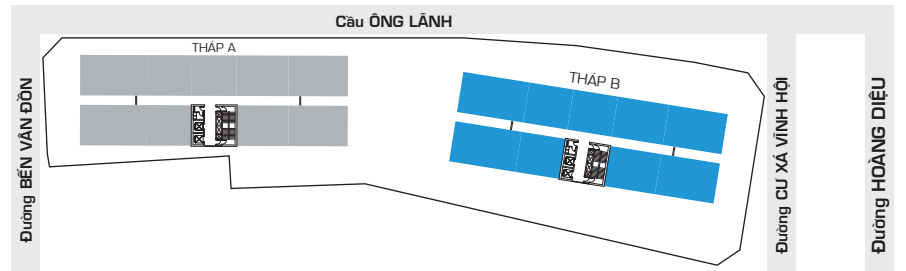 Cầu ÔNG LÃNH
THÁP A
THÁP B
Đường BẾN VÂN ĐỒN
Đường CƯ XÁ VĨNH HỘI
Đường HOÀNG DIỆU